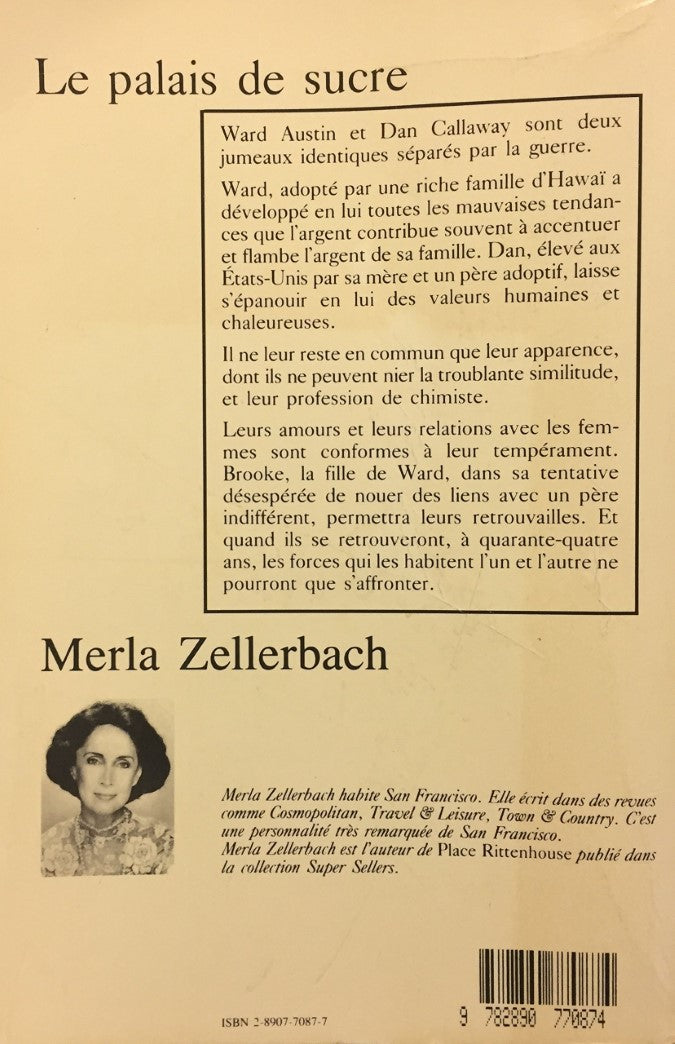 Le palais de sucre
Ward Austin et Dan Callaway sont deux
jumeaux identiques séparés par la guerre.
Ward, adopté par une riche famille d'Hawaï a
développé en lui toutes les mauvaises tendan-
ces que l'argent contribue souvent à accentuer
et flambe l'argent de sa famille. Dan, élevé aux
États-Unis par sa mère et un père adoptif, laisse
s'épanouir en lui des valeurs humaines et
chaleureuses.
Il ne leur reste en commun que leur apparence,
dont ils ne peuvent nier la troublante similitude,
et leur profession de chimiste.
Leurs amours et leurs relations avec les fem-
mes sont conformes à leur tempérament.
Brooke, la fille de Ward, dans sa tentative
désespérée de nouer des liens avec un père
indifférent, permettra leurs retrouvailles. Et
quand ils se retrouveront, à quarante-quatre
ans, les forces qui les habitent l'un et l'autre ne
pourront que s'affronter.
Merla Zellerbach
Merla Zellerbach habite San Francisco. Elle écrit dans des revues
comme Cosmopolitan, Travel & Leisure, Town & Country. C'est
une personnalité très remarquée de San Francisco.
Merla Zellerbach est l'auteur de Place Rittenhouse publié dans
la collection Super Sellers.
ISBN 2-8907-7087-7
9 782890 770874